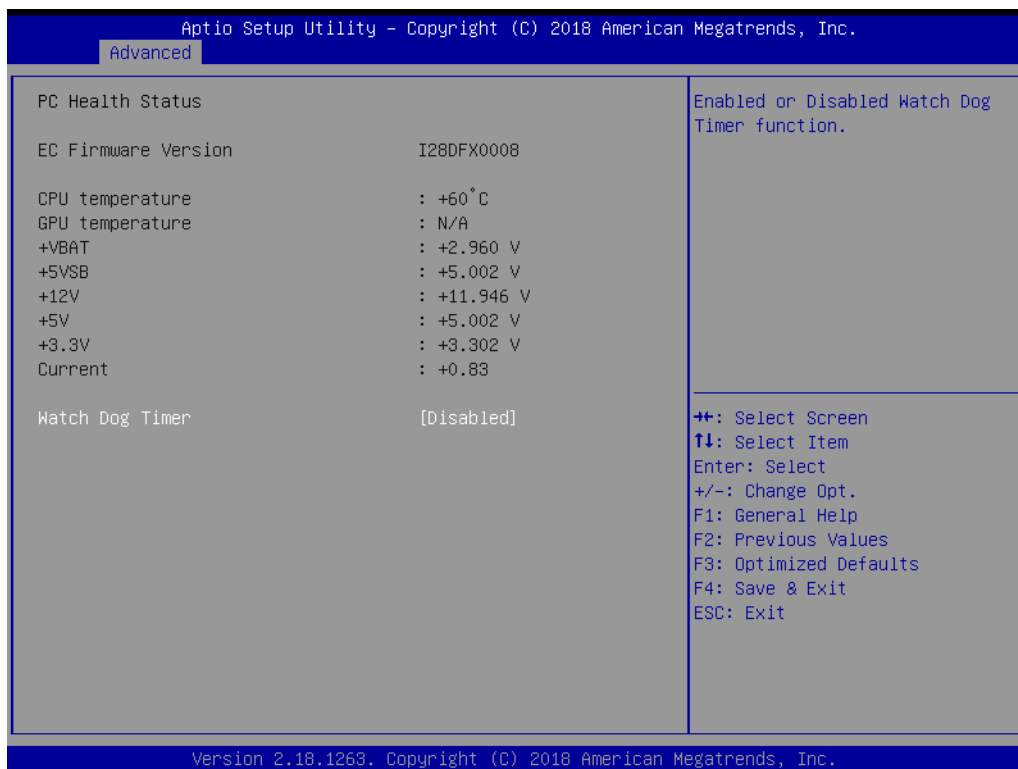 Aptio Setup Utility – Copyright (C) 2018 American Megatrends, Inc.
Advanced
PC Health Status
EC Firmware Version I28DFX0008
CPU temperature : +60°C
GPU temperature : N/A
+VBAT : +2.960 V
+5VSB : +5.002 V
+12V : +11.946 V
+5V : +5.002 V
+3.3V : +3.302 V
Current : +0.83
Watch Dog Timer [Disabled]
Enabled or Disabled Watch Dog
Timer function.
→←: Select Screen
↑↓: Select Item
Enter: Select
+/-: Change Opt.
F1: General Help
F2: Previous Values
F3: Optimized Defaults
F4: Save & Exit
ESC: Exit
Version 2.18.1263. Copyright (C) 2018 American Megatrends, Inc.